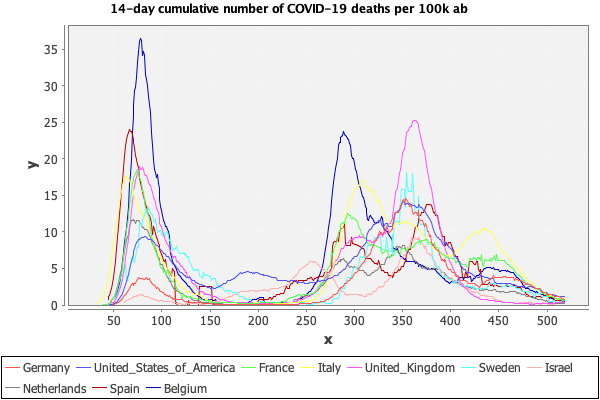 14-day cumulative number of COVID-19 deaths per 100k ab
y
35
30
25
20
15
10
5
0
50 100 150 200 250 300 350 400 450 500
x
Germany United_States_of_America France Italy United_Kingdom Sweden Israel
Netherlands Spain Belgium